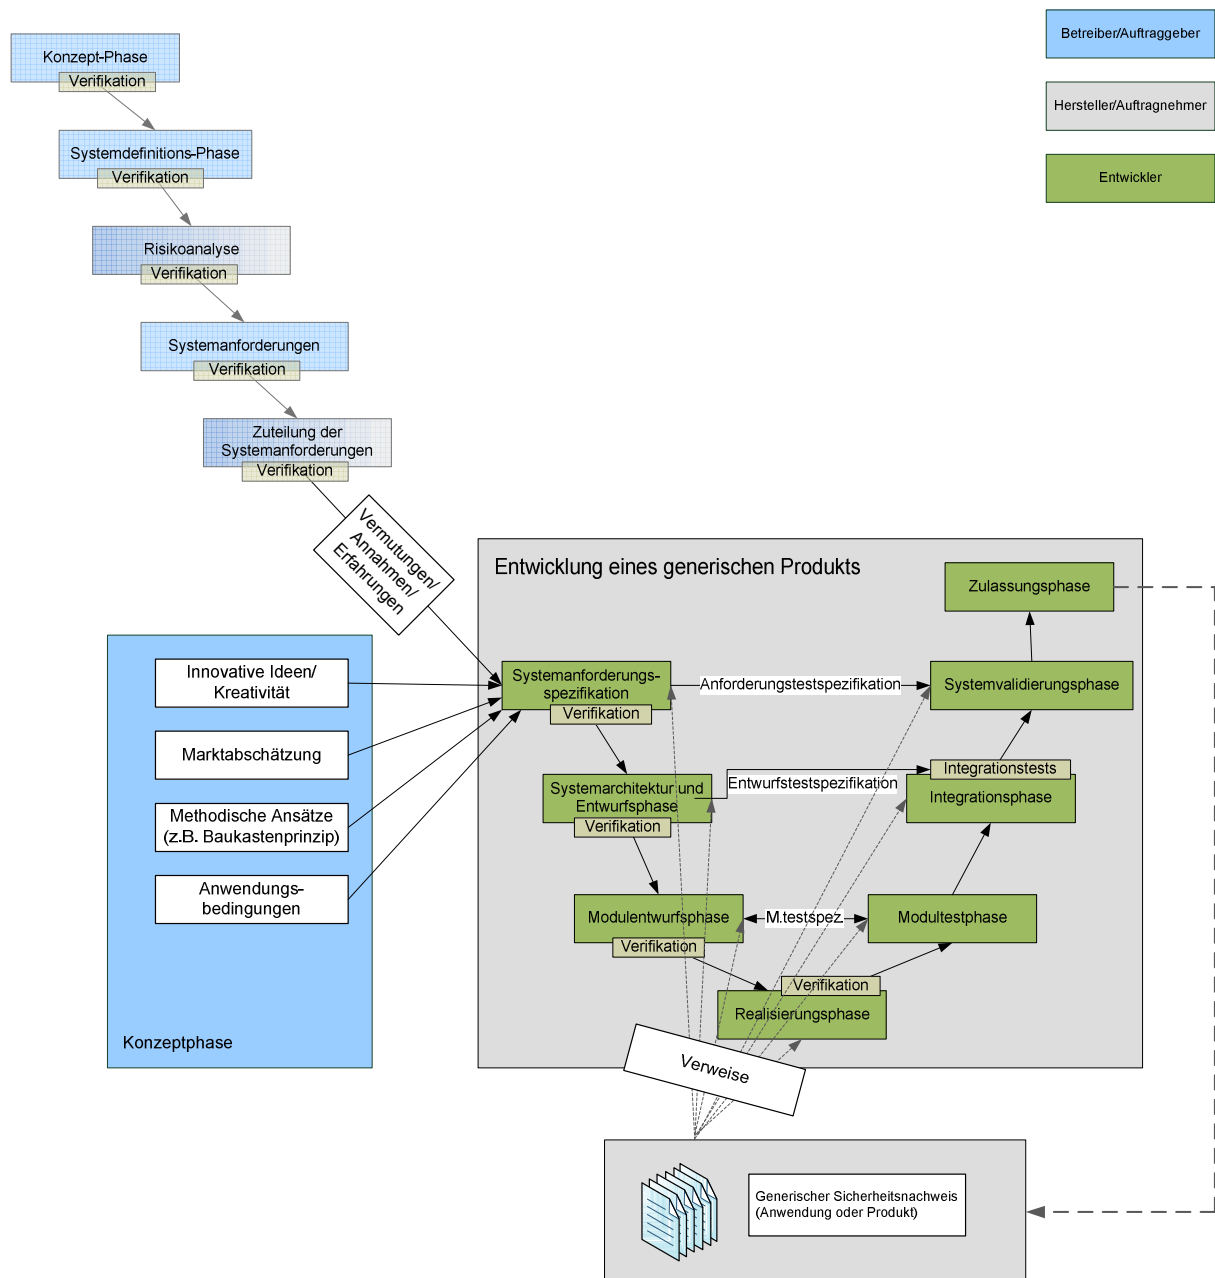 Betreiber/Auftraggeber
Hersteller/Auftragnehmer
Entwickler
Konzept-Phase
Verifikation
Systemdefinitions-Phase
Verifikation
Risikoanalyse
Verifikation
Systemanforderungen
Verifikation
Zuteilung der
Systemanforderungen
Verifikation
Vermutungen/
Annahmen/
Erfahrungen
Innovative Ideen/
Kreativität
Marktabschätzung
Methodische Ansätze
(z.B. Baukastenprinzip)
Anwendungs-
bedingungen
Konzeptphase
Entwicklung eines generischen Produkts
Zulassungsphase
Systemanforderungs-
spezifikation
Verifikation
Anforderungstestspezifikation
Systemvalidierungsphase
Systemarchitektur und
Entwurfsphase
Verifikation
Entwurfstestspezifikation
Integrationstests
Integrationsphase
Modulentwurfsphase
Verifikation
M.testspez.
Modultestphase
Verifikation
Realisierungsphase
Verweise
Generischer Sicherheitsnachweis
(Anwendung oder Produkt)